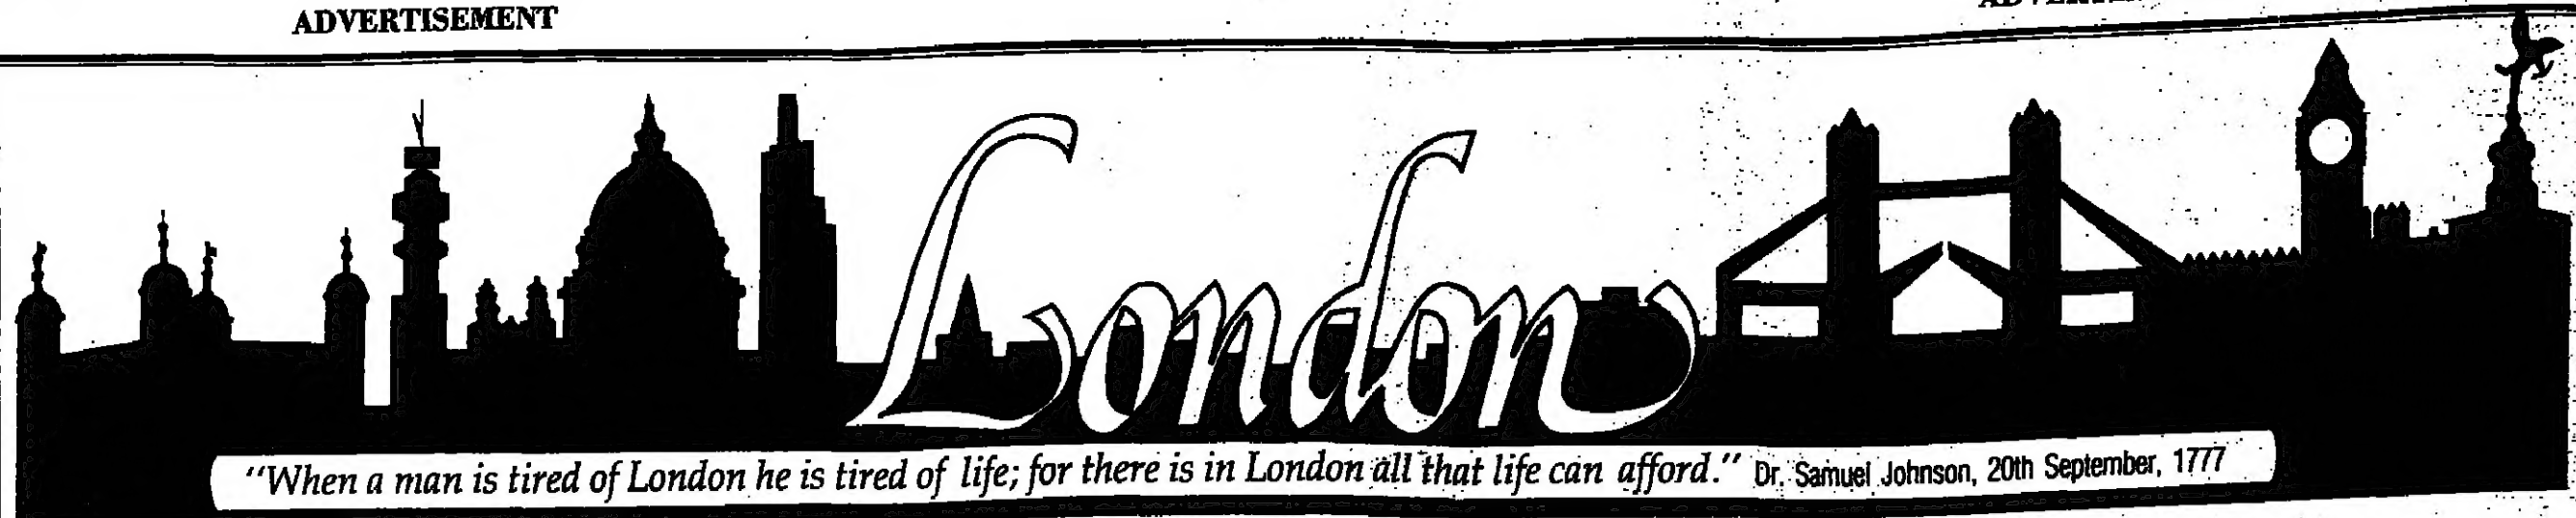 ADVERTISEMENT
London
"When a man is tired of London he is tired of life; for there is in London all that life can afford." Dr. Samuel Johnson, 20th September, 1777